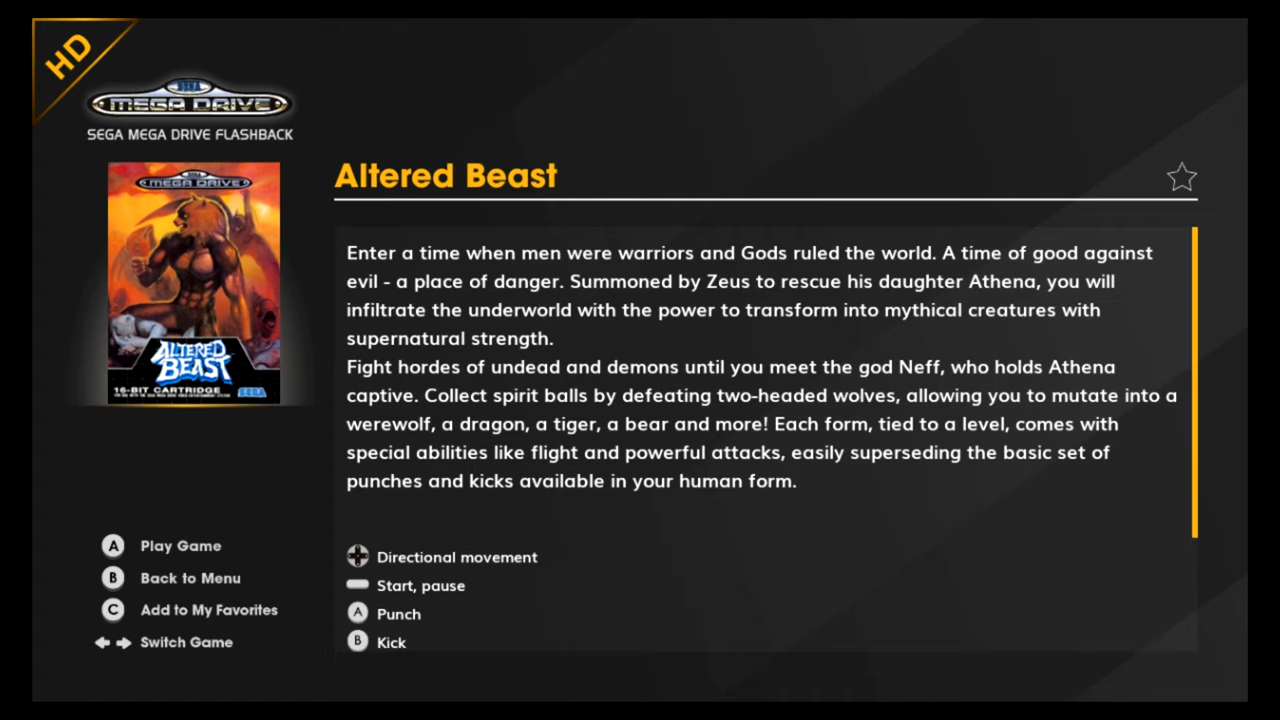 HD
SEGA
MEGA DRIVE
SEGA MEGA DRIVE FLASHBACK
SEGA
MEGA DRIVE
ALTERED
BEAST
16-BIT CARTRIDGE
SEGA
Altered Beast
Enter a time when men were warriors and Gods ruled the world. A time of good against
evil - a place of danger. Summoned by Zeus to rescue his daughter Athena, you will
infiltrate the underworld with the power to transform into mythical creatures with
supernatural strength.
Fight hordes of undead and demons until you meet the god Neff, who holds Athena
captive. Collect spirit balls by defeating two-headed wolves, allowing you to mutate into a
werewolf, a dragon, a tiger, a bear and more! Each form, tied to a level, comes with
special abilities like flight and powerful attacks, easily superseding the basic set of
punches and kicks available in your human form.
Directional movement
Start, pause
A Punch
B Kick
A Play Game
B Back to Menu
C Add to My Favorites
Switch Game